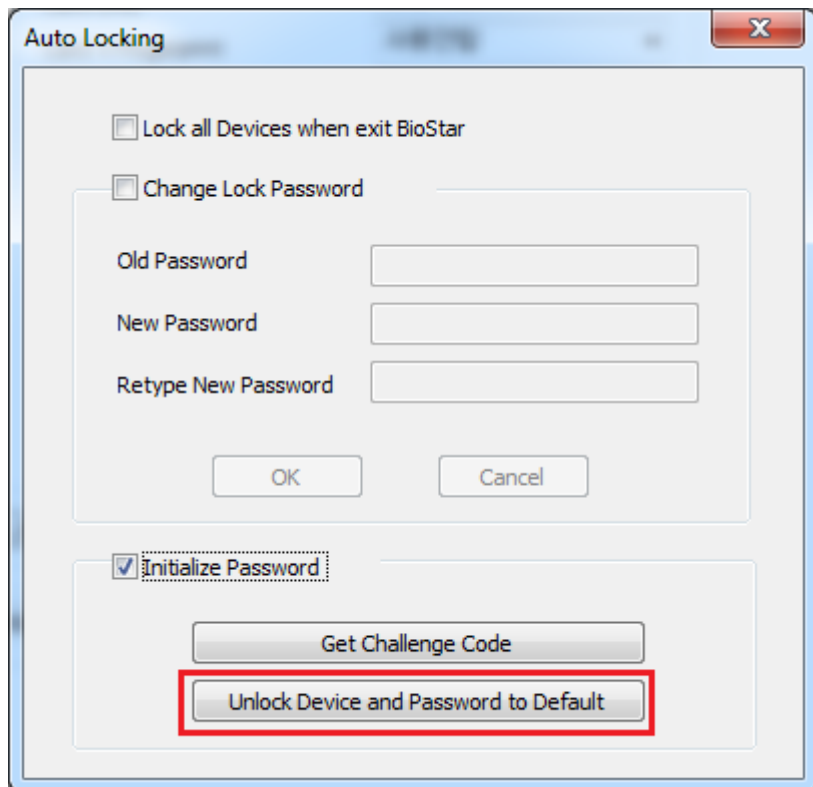 Auto Locking
Lock all Devices when exit BioStar
Change Lock Password
Old Password
New Password
Retype New Password
OK
Cancel
Initialize Password
Get Challenge Code
Unlock Device and Password to Default